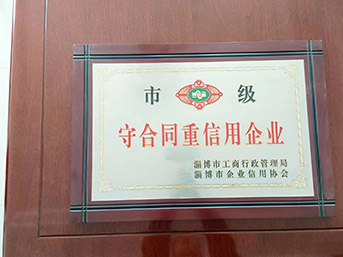 市 级
守合同重信用企业
淄博市工商行政管理局
淄博市企业信用协会